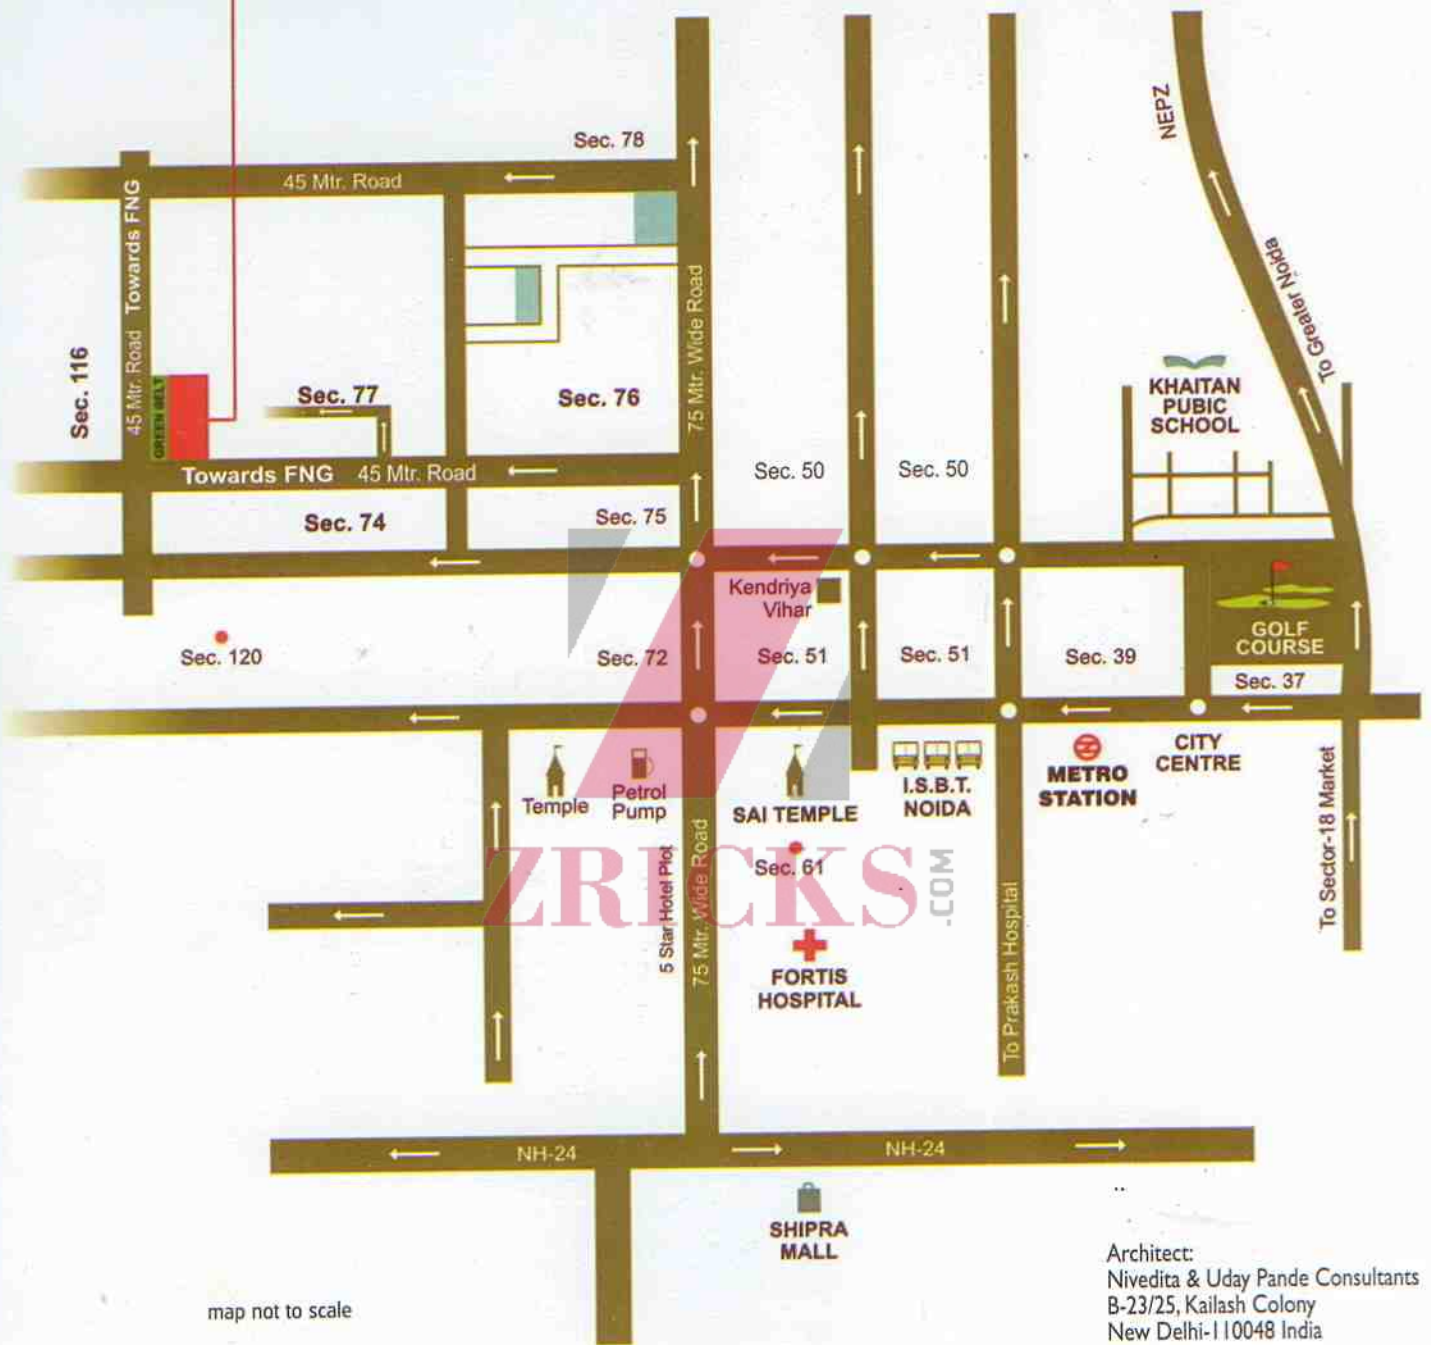 NEPZ
Sec. 78
45 Mtr. Road
45 Mtr. Road Towards FNG
To Greater Noida
75 Mtr. Wide Road
Sec. 116
GREEN BELT
Sec. 77
Sec. 76
KHAITAN
PUBIC
SCHOOL
Towards FNG 45 Mtr. Road
Sec. 50
Sec. 50
Sec. 74
Sec. 75
Kendriya
Vihar
GOLF
COURSE
Sec. 120
Sec. 72
Sec. 51
Sec. 51
Sec. 39
Sec. 37
Temple
Petrol
Pump
SAI TEMPLE
I.S.B.T.
NOIDA
METRO
STATION
CITY
CENTRE
To Sector-18 Market
5 Star Hotel Plot
75 Mtr. Wide Road
Sec. 61
ZRICKS.COM
FORTIS
HOSPITAL
To Prakash Hospital
NH-24
NH-24
SHIPRA
MALL
map not to scale
Architect:
Nivedita & Uday Pande Consultants
B-23/25, Kailash Colony
New Delhi-110048 India